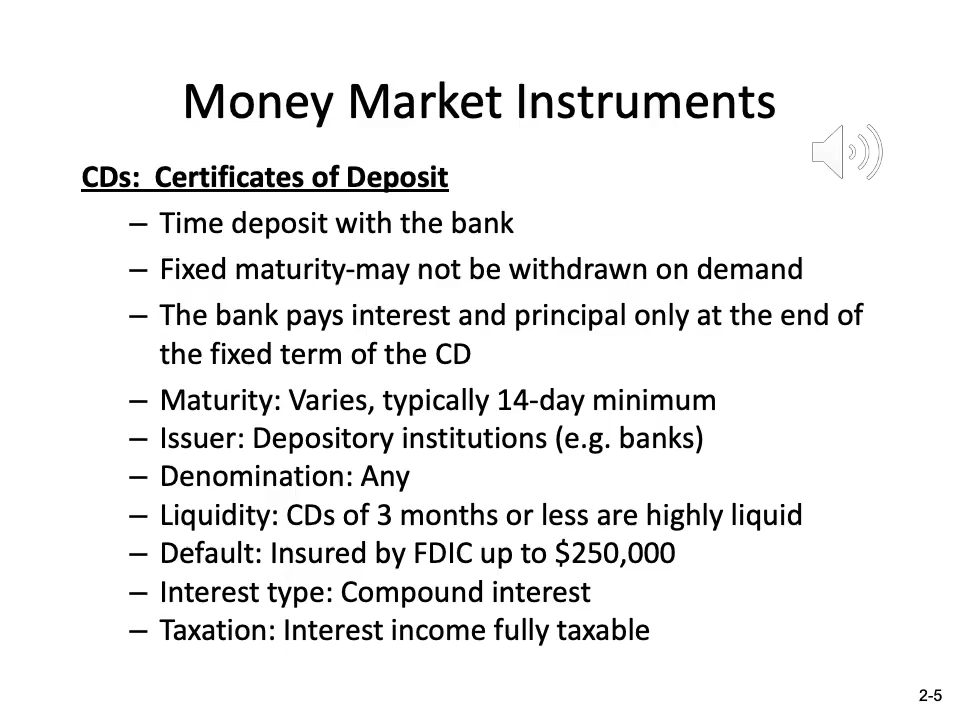 Money Market Instruments
CDs:  Certificates of Deposit
– Time deposit with the bank
– Fixed maturity-may not be withdrawn on demand
– The bank pays interest and principal only at the end of
the fixed term of the CD
– Maturity: Varies, typically 14-day minimum
– Issuer: Depository institutions (e.g. banks)
– Denomination: Any
– Liquidity: CDs of 3 months or less are highly liquid
– Default: Insured by FDIC up to $250,000
– Interest type: Compound interest
– Taxation: Interest income fully taxable
2-5